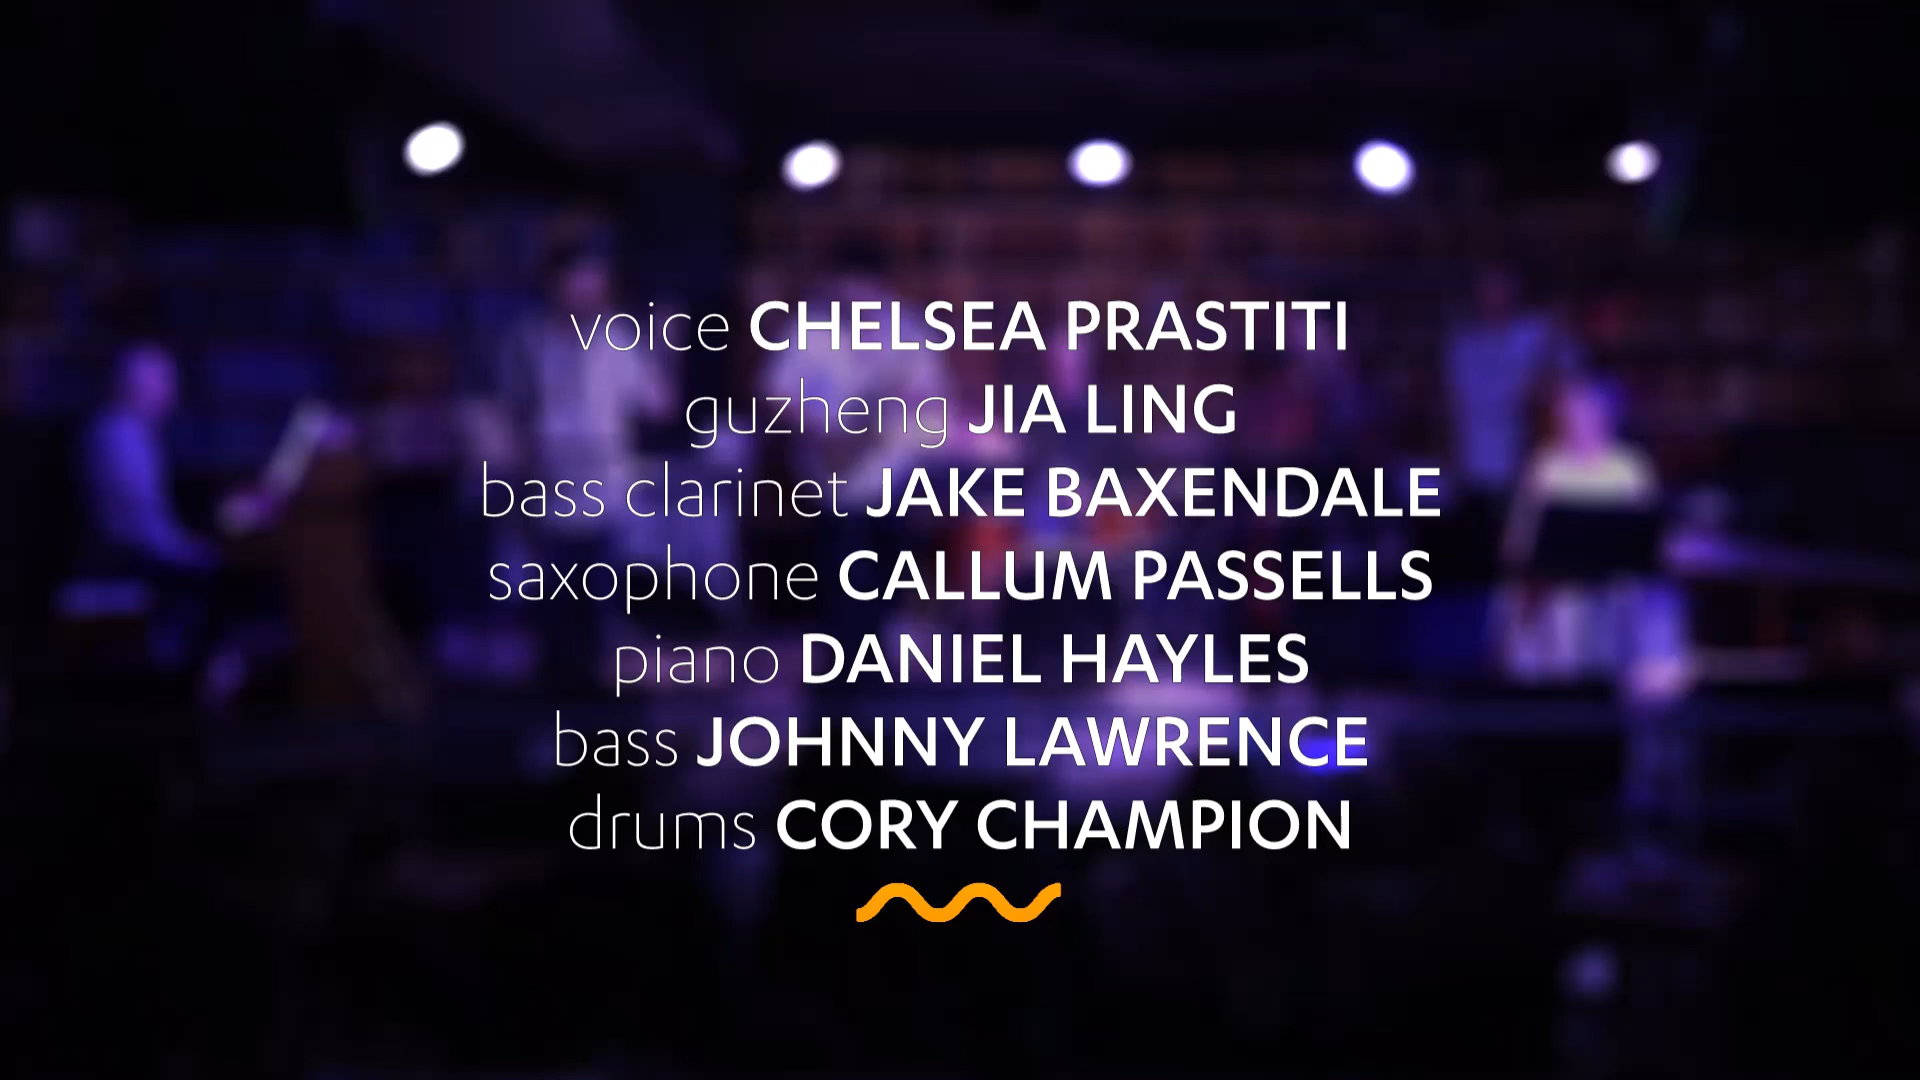 voice CHELSEA PRASTITI
guzheng JIA LING
bass clarinet JAKE BAXENDALE
saxophone CALLUM PASSELLS
piano DANIEL HAYLES
bass JOHNNY LAWRENCE
drums CORY CHAMPION